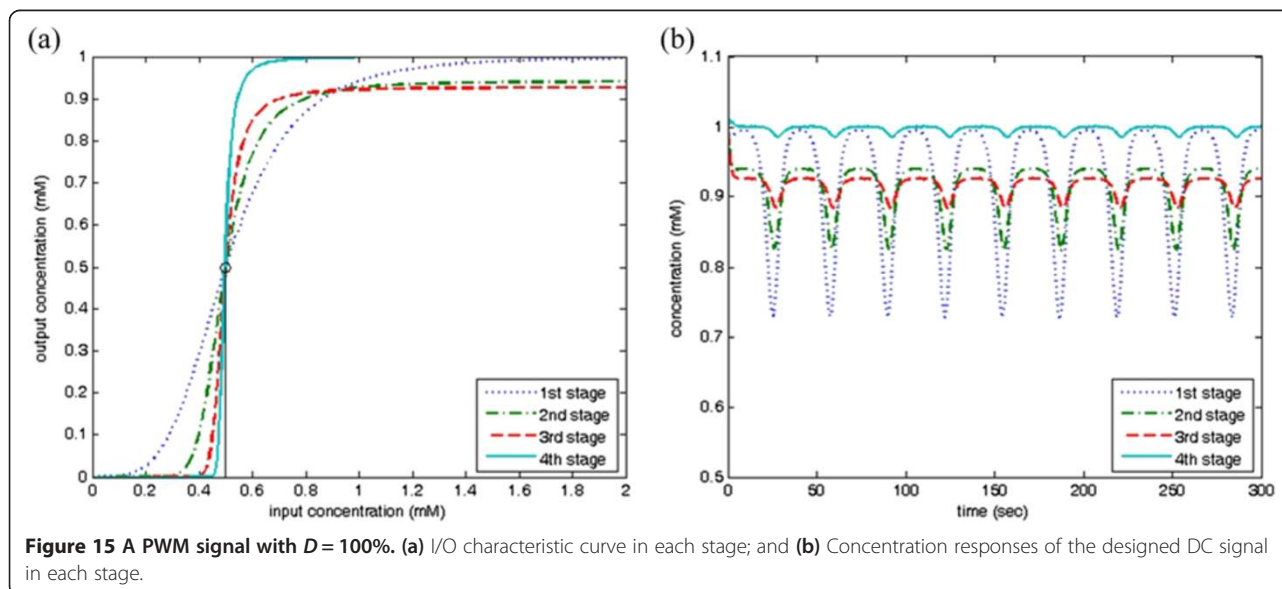 (a)
(b)
1
0.9
0.8
0.7
0.6
0.5
0.4
0.3
0.2
0.1
0
output concentration (mM)
0 0.2 0.4 0.6 0.8 1 1.2 1.4 1.6 1.8 2
input concentration (mM)
1st stage
2nd stage
3rd stage
4th stage
1.1
1
0.9
0.8
0.7
0.6
0.5
concentration (mM)
0 50 100 150 200 250 300
time (sec)
1st stage
2nd stage
3rd stage
4th stage
Figure 15 A PWM signal with D = 100%. (a) I/O characteristic curve in each stage; and (b) Concentration responses of the designed DC signal
in each stage.